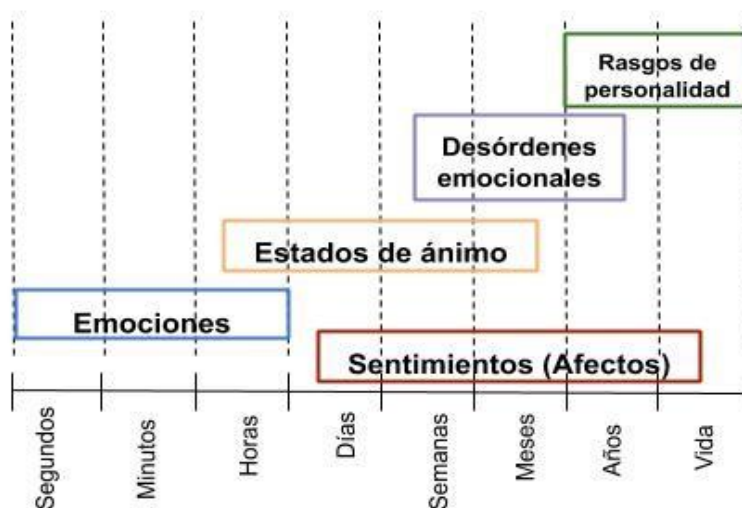 Rasgos de
personalidad
Desórdenes
emocionales
Estados de ánimo
Emociones
Sentimientos (Afectos)
Segundos
Minutos
Horas
Días
Semanas
Meses
Años
Vida